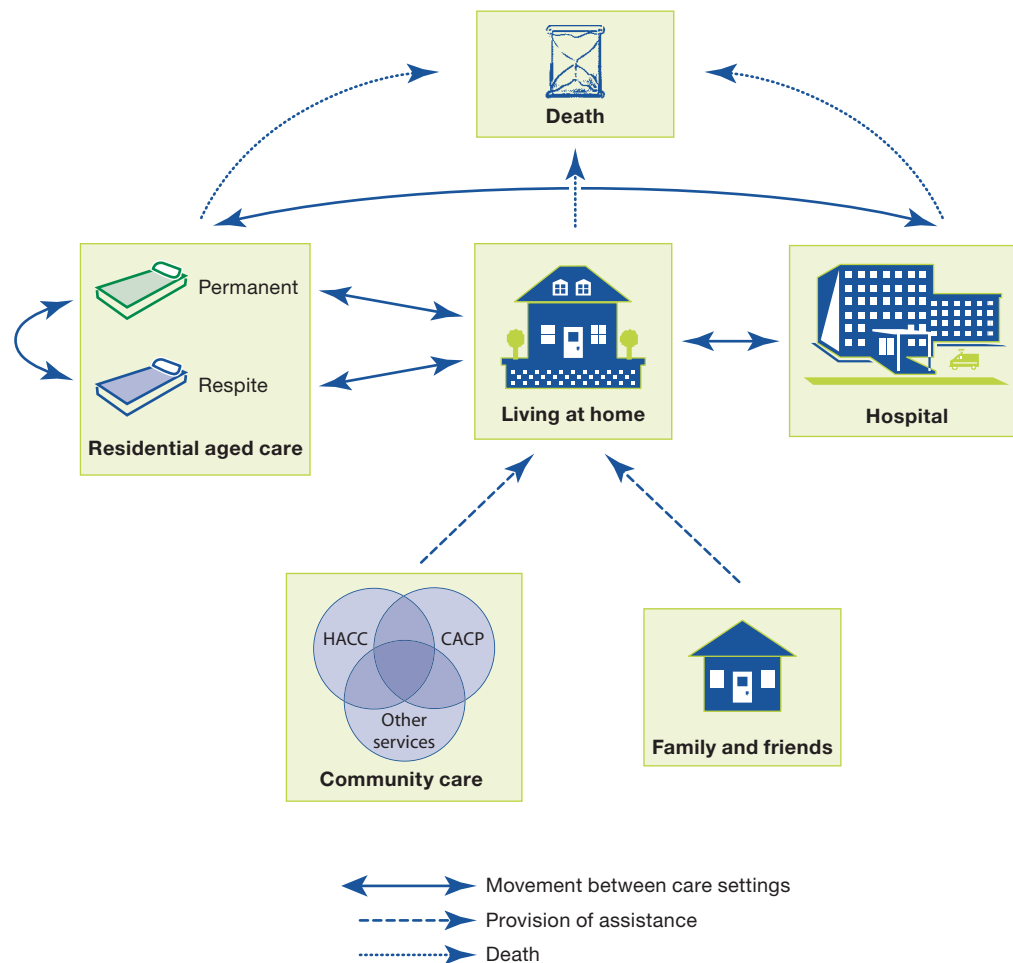 Death
Permanent
Respite
Residential aged care
Living at home
Hospital
HACC
CACP
Other
services
Community care
Family and friends
Movement between care settings
Provision of assistance
Death